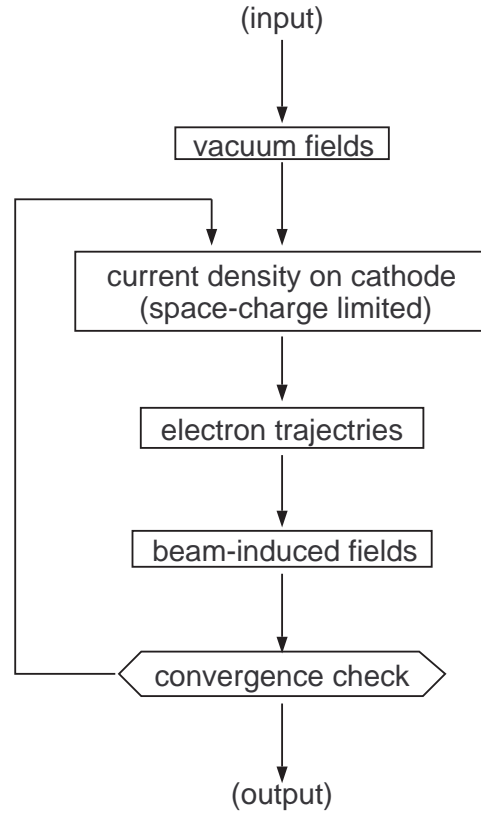 (input)
vacuum fields
current density on cathode
(space-charge limited)
electron trajectries
beam-induced fields
convergence check
(output)